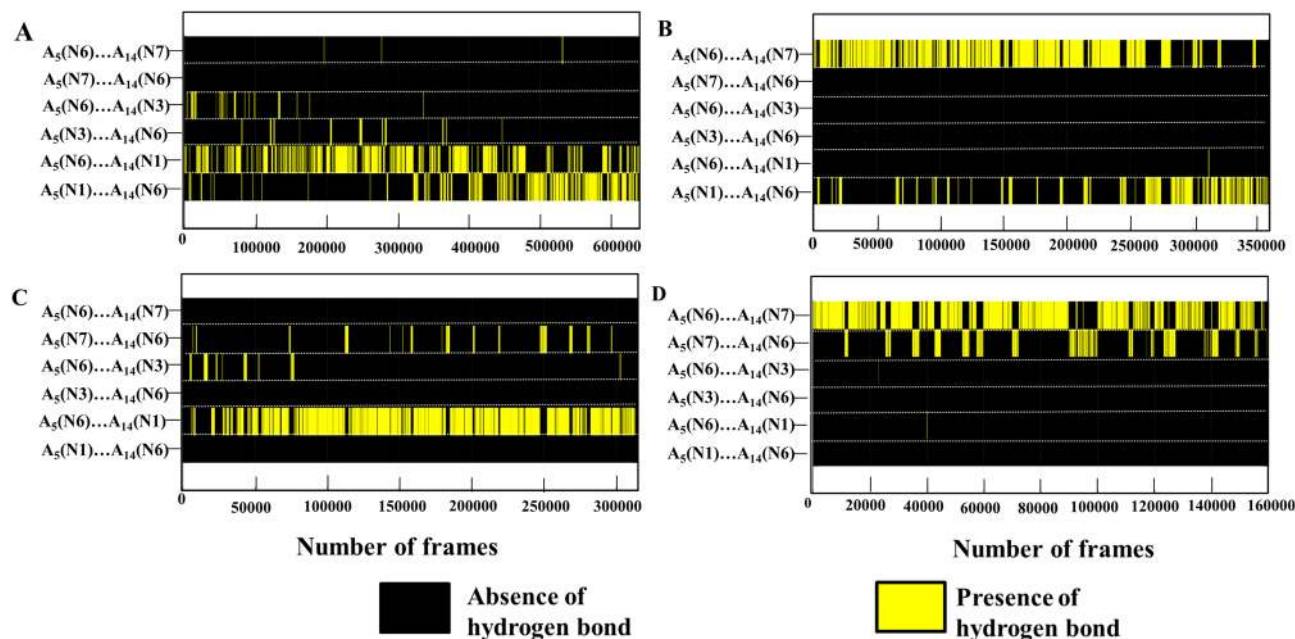 A
A5(N6)...A14(N7)
A5(N7)...A14(N6)
A5(N6)...A14(N3)
A5(N3)...A14(N6)
A5(N6)...A14(N1)
A5(N1)...A14(N6)
0 100000 200000 300000 400000 500000 600000
B
A5(N6)...A14(N7)
A5(N7)...A14(N6)
A5(N6)...A14(N3)
A5(N3)...A14(N6)
A5(N6)...A14(N1)
A5(N1)...A14(N6)
0 50000 100000 150000 200000 250000 300000 350000
C
A5(N6)...A14(N7)
A5(N7)...A14(N6)
A5(N6)...A14(N3)
A5(N3)...A14(N6)
A5(N6)...A14(N1)
A5(N1)...A14(N6)
0 50000 100000 150000 200000 250000 300000
Number of frames
D
A5(N6)...A14(N7)
A5(N7)...A14(N6)
A5(N6)...A14(N3)
A5(N3)...A14(N6)
A5(N6)...A14(N1)
A5(N1)...A14(N6)
20000 40000 60000 80000 100000 120000 140000 160000
Number of frames
Absence of
hydrogen bond
Presence of
hydrogen bond